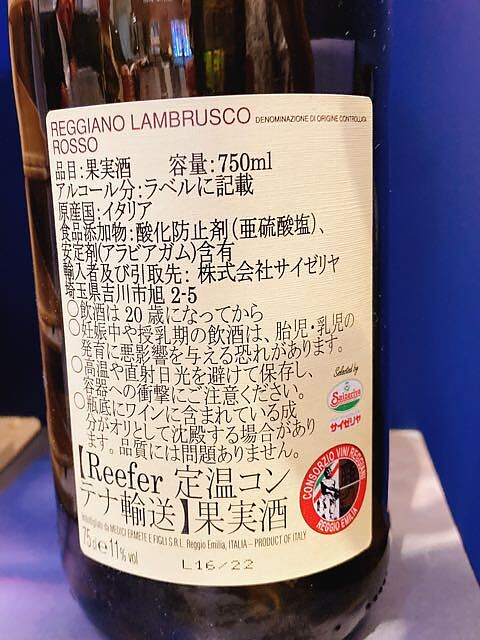 REGGIANO LAMBRUSCO DENOMINAZIONE DI ORIGINE CONTROLLATA
ROSSO
品目:果実酒 容量:750ml
アルコール分:ラベルに記載
原産国:イタリア
食品添加物:酸化防止剤(亜硫酸塩)、
安定剤(アラビアガム)含有
輸入者及び引取先: 株式会社サイゼリヤ
埼玉県吉川市旭 2-5
○飲酒は 20 歳になってから
○妊娠中や授乳期の飲酒は、胎児・乳児の
発育に悪影響を与える恐れがあります。
○高温や直射日光を避けて保存し、
容器への衝撃にご注意ください。
○瓶底にワインに含まれている成
分がオリとして沈殿する場合があり
ます。品質には問題ありません。
Selected by
Saizeriya
サイゼリヤ
【Reefer 定温コン
テナ輸送】果実酒
CONSORZIO VINI REGGIANI
REGGIO EMILIA
imbottigliato da MEDICI ERMETE E FIGLI S.R.L. Reggio Emilia, ITALIA – PRODUCT OF ITALY
75 cl e 11% vol
L16/22